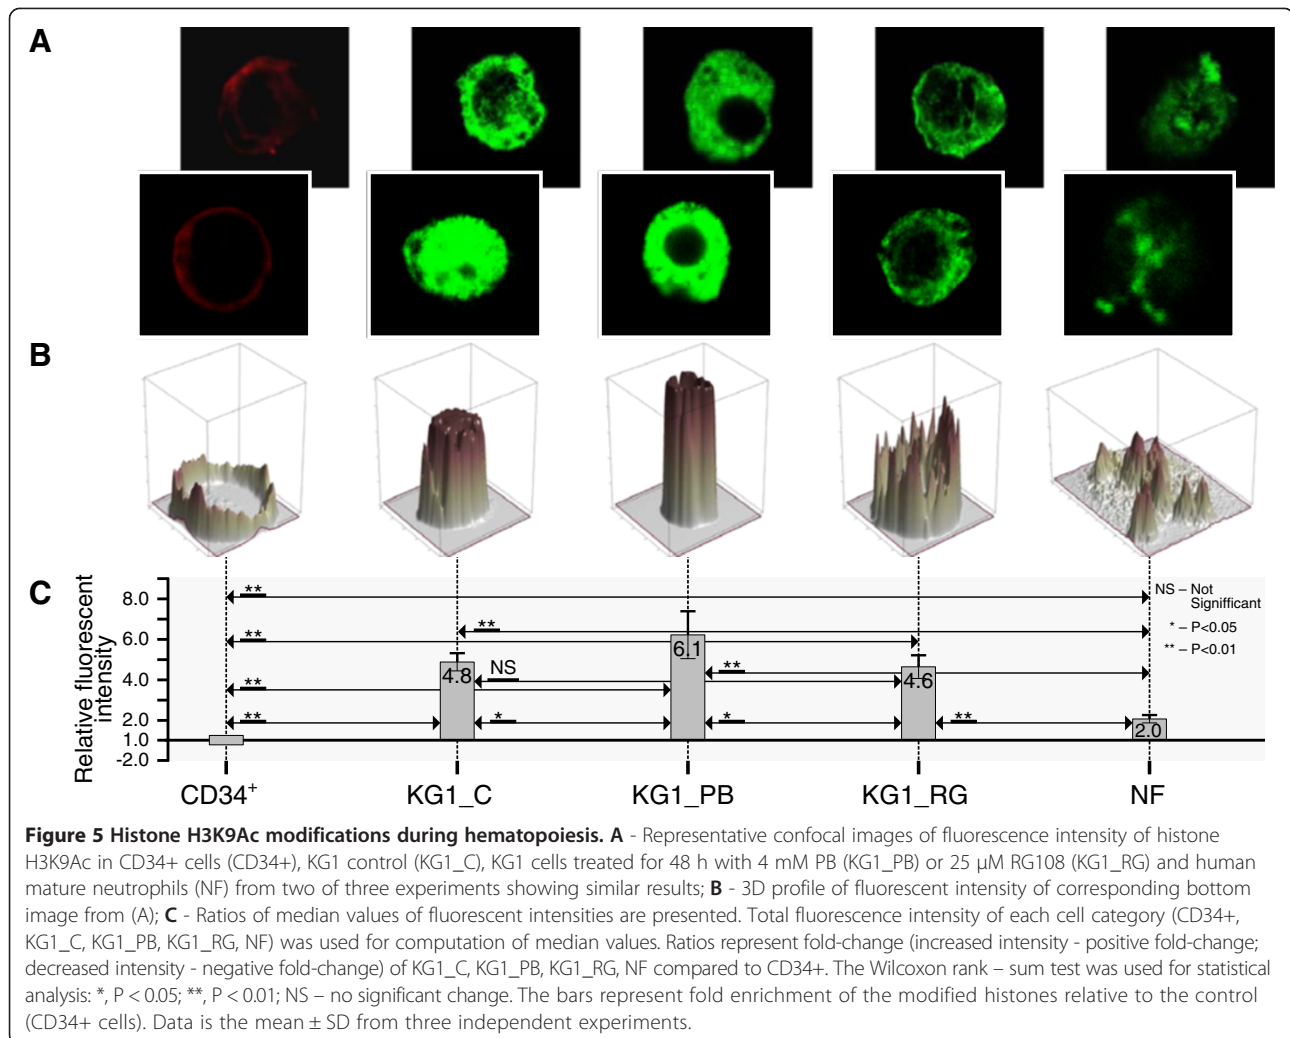 A
B
C
Relative fluorescent
intensity
8.0
6.0
4.0
2.0
1.0
-2.0
**
**
**
**
**
NS
*
**
*
**
4.8
6.1
4.6
2.0
NS – Not
Signifficant
* – P<0.05
** – P<0.01
CD34+ KG1_C KG1_PB KG1_RG NF
Figure 5 Histone H3K9Ac modifications during hematopoiesis. A - Representative confocal images of fluorescence intensity of histone
H3K9Ac in CD34+ cells (CD34+), KG1 control (KG1_C), KG1 cells treated for 48 h with 4 mM PB (KG1_PB) or 25 μM RG108 (KG1_RG) and human
mature neutrophils (NF) from two of three experiments showing similar results; B - 3D profile of fluorescent intensity of corresponding bottom
image from (A); C - Ratios of median values of fluorescent intensities are presented. Total fluorescence intensity of each cell category (CD34+,
KG1_C, KG1_PB, KG1_RG, NF) was used for computation of median values. Ratios represent fold-change (increased intensity - positive fold-change;
decreased intensity - negative fold-change) of KG1_C, KG1_PB, KG1_RG, NF compared to CD34+. The Wilcoxon rank – sum test was used for statistical
analysis: *, P < 0.05; **, P < 0.01; NS – no significant change. The bars represent fold enrichment of the modified histones relative to the control
(CD34+ cells). Data is the mean ± SD from three independent experiments.